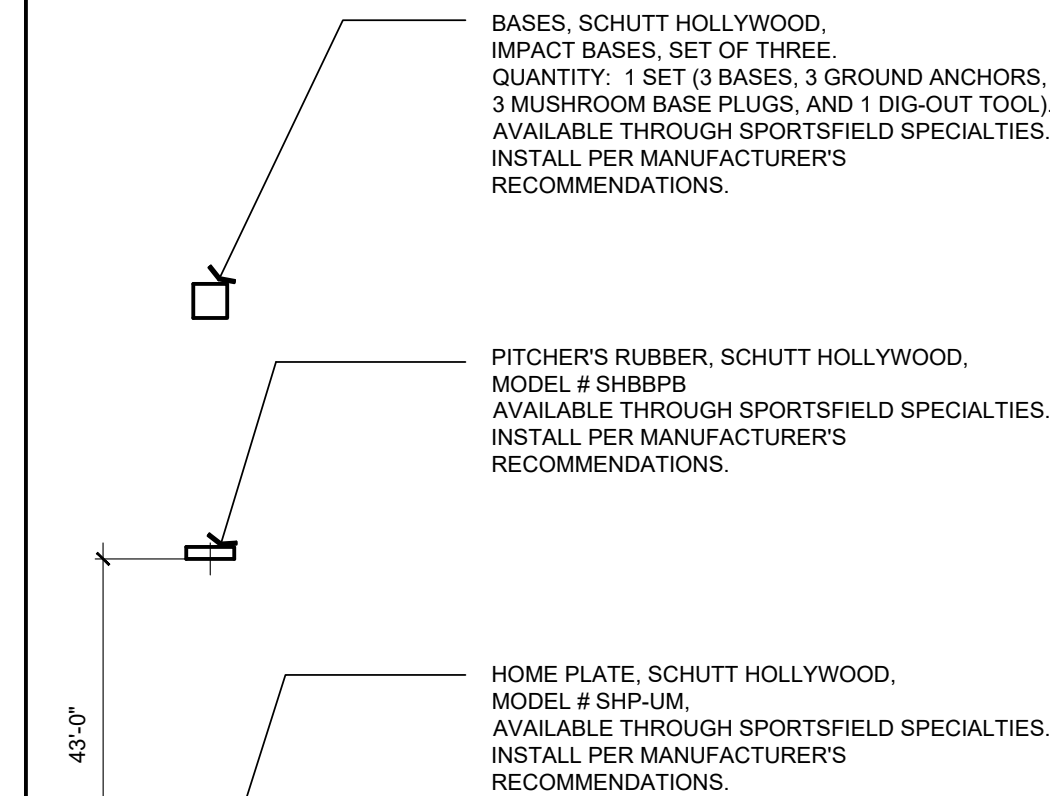 BASES, SCHUTT HOLLYWOOD,
IMPACT BASES, SET OF THREE.
QUANTITY: 1 SET (3 BASES, 3 GROUND ANCHORS,
3 MUSHROOM BASE PLUGS, AND 1 DIG-OUT TOOL).
AVAILABLE THROUGH SPORTSFIELD SPECIALTIES.
INSTALL PER MANUFACTURER'S
RECOMMENDATIONS.
PITCHER'S RUBBER, SCHUTT HOLLYWOOD,
MODEL # SHBBPB
AVAILABLE THROUGH SPORTSFIELD SPECIALTIES.
INSTALL PER MANUFACTURER'S
RECOMMENDATIONS.
43'-0"
HOME PLATE, SCHUTT HOLLYWOOD,
MODEL # SHP-UM,
AVAILABLE THROUGH SPORTSFIELD SPECIALTIES.
INSTALL PER MANUFACTURER'S
RECOMMENDATIONS.